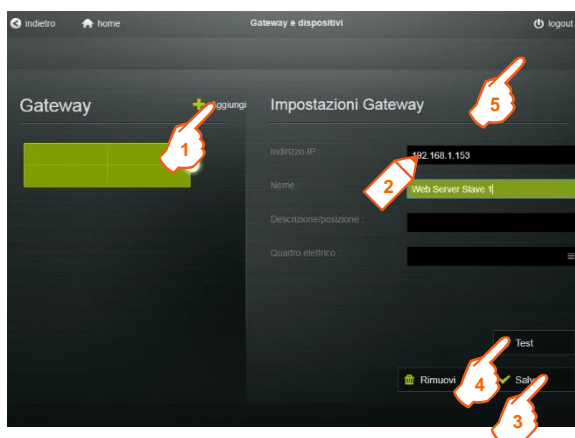 indietro home Gateway e dispositivi logout
5
Gateway Aggiungi Impostazioni Gateway
1
Indirizzo IP 192.168.1.153
2
Nome : Web Server Slave 1
Descrizione/posizione :
Quadro elettrico :
Test
4
Rimuovi Salv
3